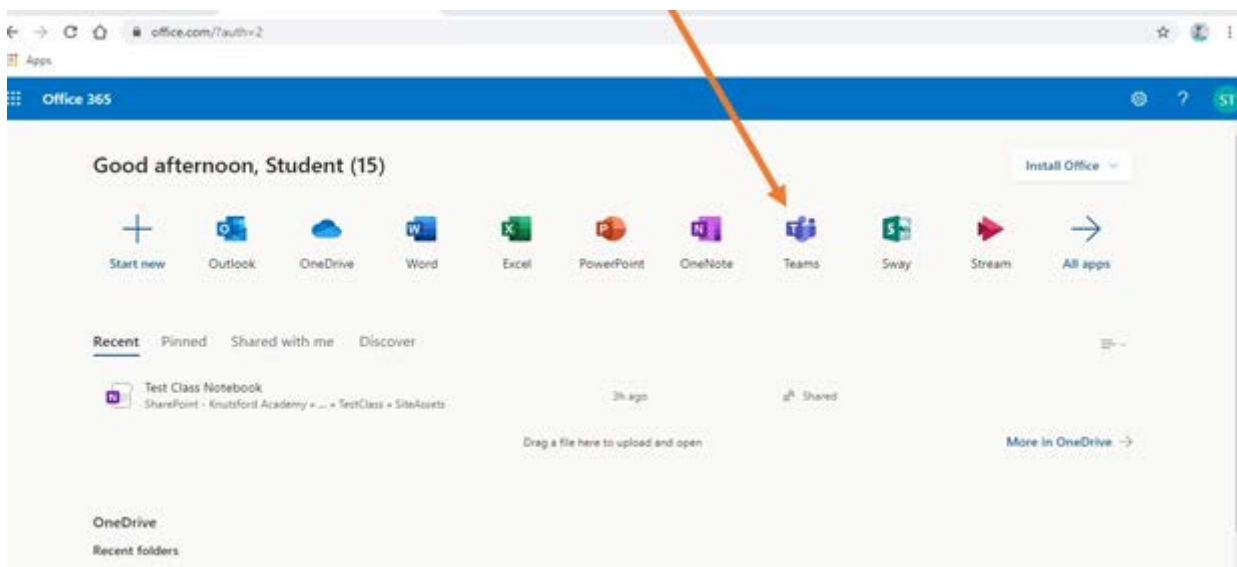 office.com/?auth=2
Apps
Office 365
? ST
Good afternoon, Student (15)
Install Office
Start new Outlook OneDrive Word Excel PowerPoint OneNote Teams Sway Stream All apps
Recent Pinned Shared with me Discover
Test Class Notebook
SharePoint - Knutsford Academy » ... » TestClass » SiteAssets
3h ago
Shared
Drag a file here to upload and open
More in OneDrive →
OneDrive
Recent folders